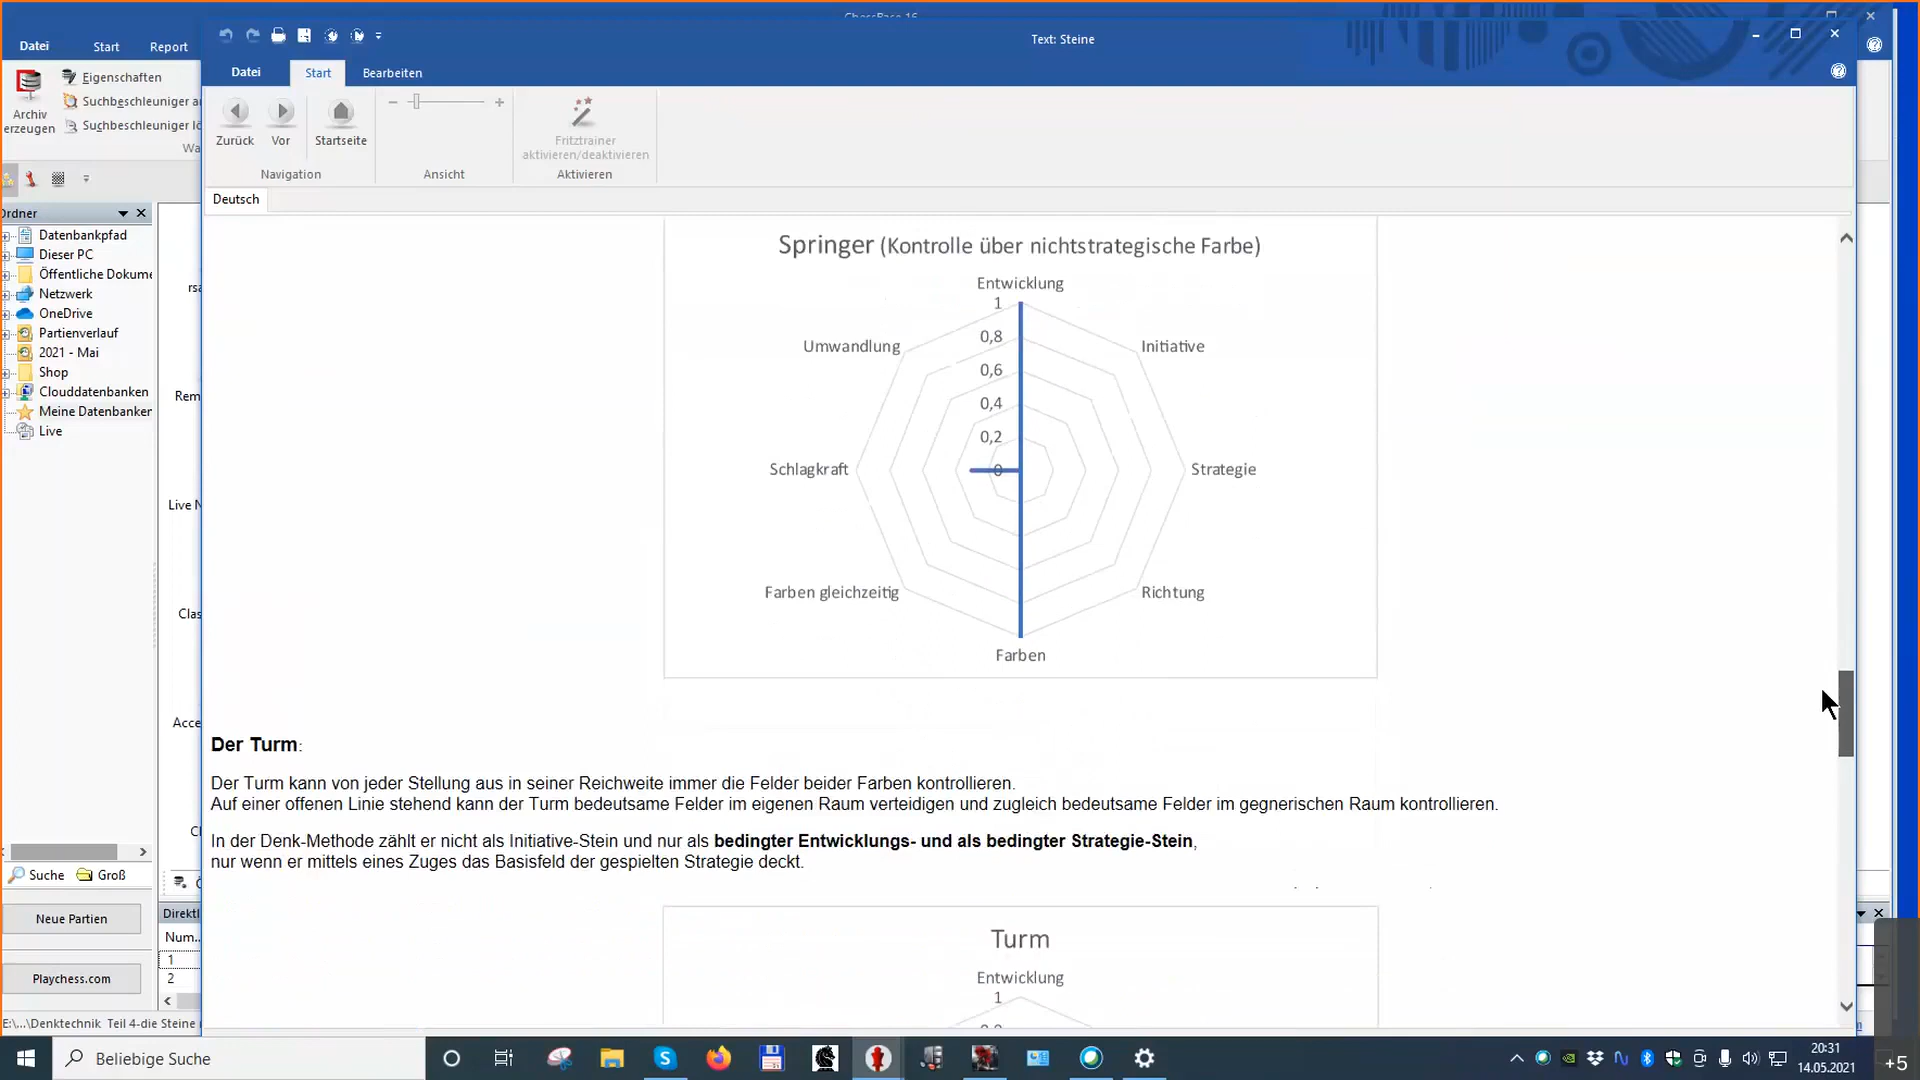 ChessBase 16
Datei Start Report
Text: Steine
Datei Start Bearbeiten
Archiv
erzeugen
Eigenschaften
Suchbeschleuniger
Suchbeschleuniger
Zurück Vor Startseite
Fritztrainer
aktivieren/deaktivieren
Navigation Ansicht Aktivieren
Deutsch
Ordner
Datenbankpfad
Dieser PC
Öffentliche Dokume
Netzwerk
OneDrive
Partienverlauf
2021 - Mai
Shop
Clouddatenbanken
Meine Datenbanken
Live
Suche Groß
Neue Partien
Playchess.com
Direktl
Num..
1
2
E:\...\Denktechnik Teil 4-die Steine
Springer (Kontrolle über nichtstrategische Farbe)
Entwicklung
1
0,8
0,6
0,4
0,2
0
Umwandlung Initiative
Schlagkraft Strategie
Farben gleichzeitig Richtung
Farben
Der Turm:
Der Turm kann von jeder Stellung aus in seiner Reichweite immer die Felder beider Farben kontrollieren.
Auf einer offenen Linie stehend kann der Turm bedeutsame Felder im eigenen Raum verteidigen und zugleich bedeutsame Felder im gegnerischen Raum kontrollieren.
In der Denk-Methode zählt er nicht als Initiative-Stein und nur als bedingter Entwicklungs- und als bedingter Strategie-Stein,
nur wenn er mittels eines Zuges das Basisfeld der gespielten Strategie deckt.
Turm
Entwicklung
1
Beliebige Suche
20:31
14.05.2021
+5